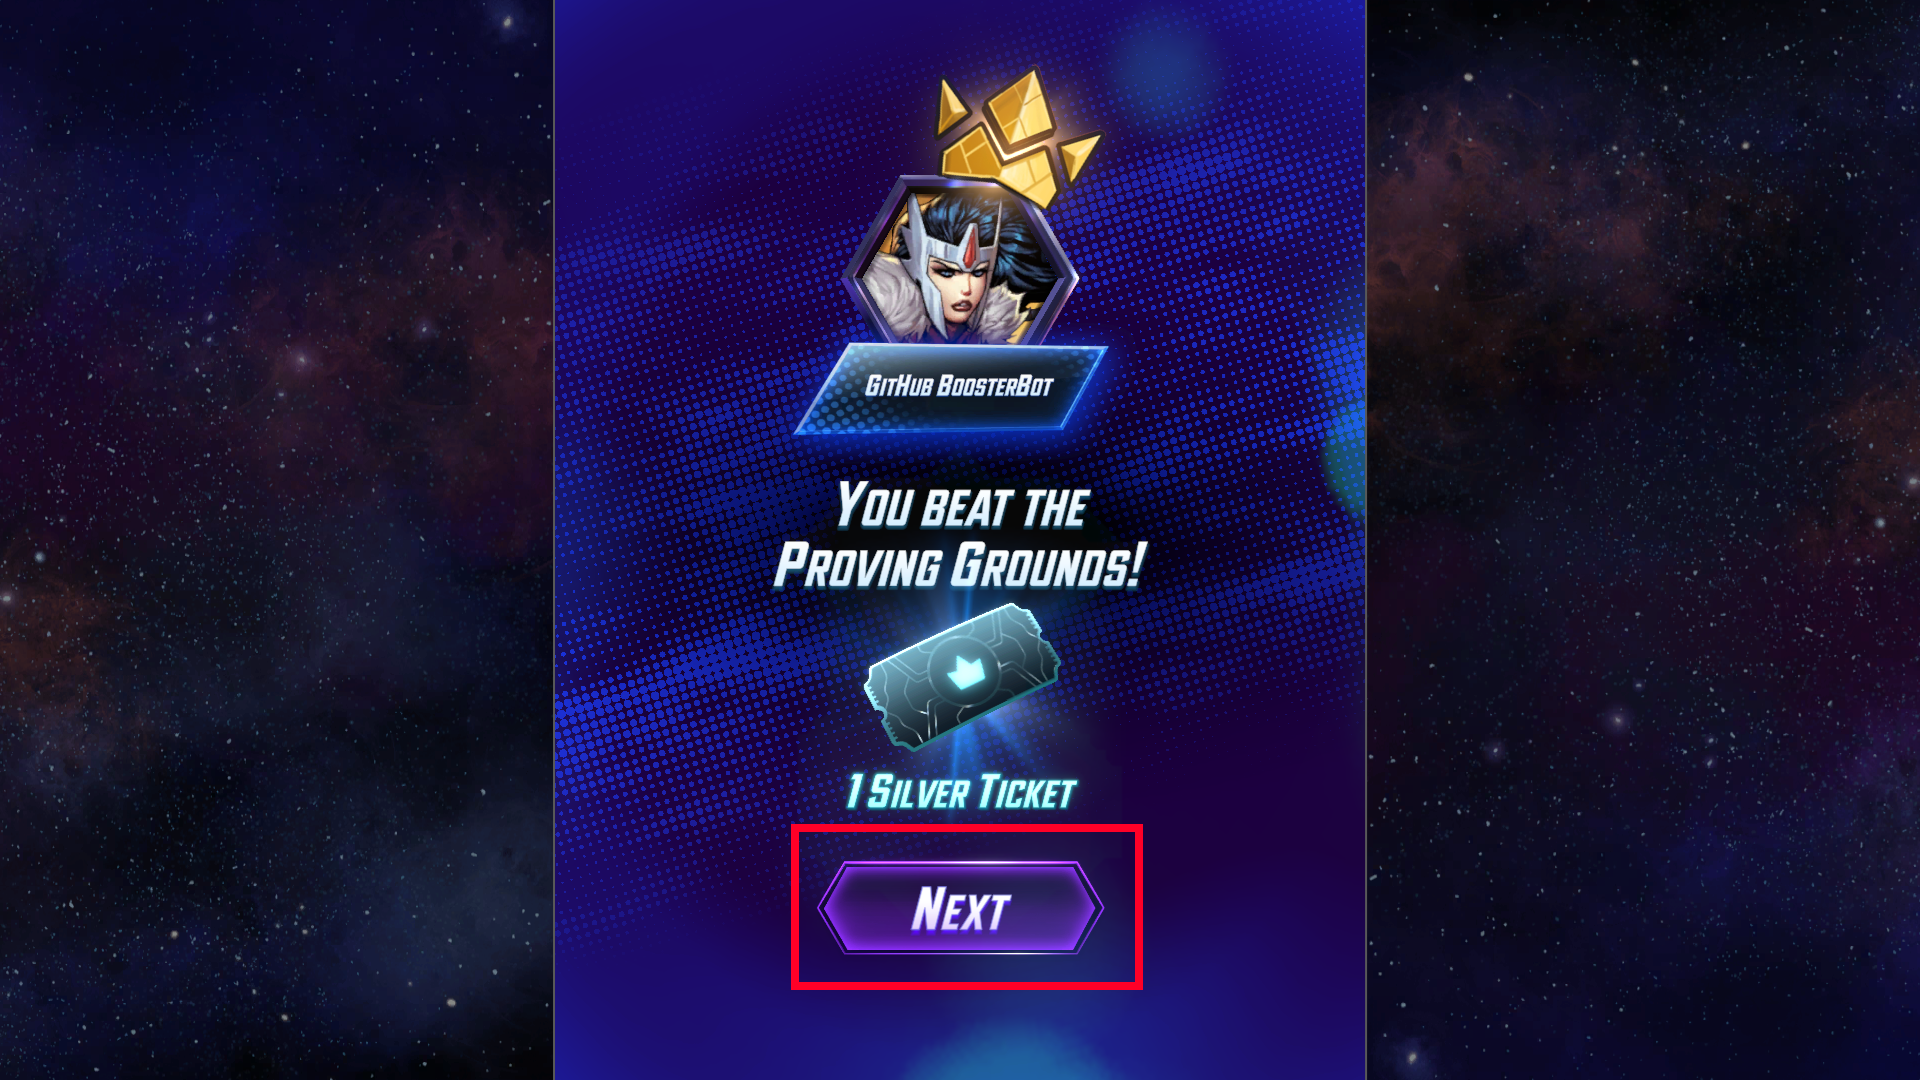 GitHub BoosterBot
You beat the
Proving Grounds!
1 Silver Ticket
Next